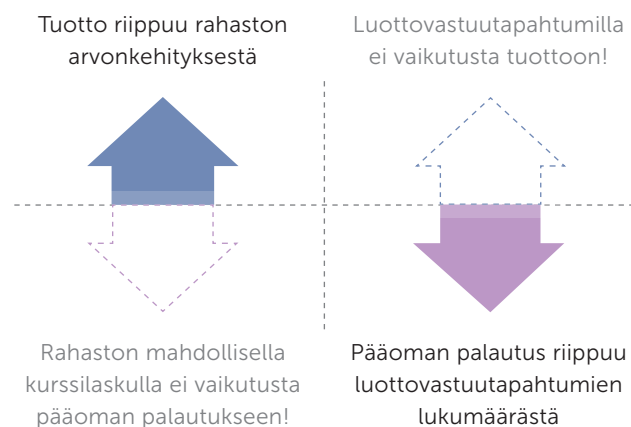 Tuotto riippuu rahaston
arvonkehityksestä
Luottovastuutapahtumilla
ei vaikutusta tuottoon!
Rahaston mahdollisella
kurssilaskulla ei vaikutusta
pääoman palautukseen!
Pääoman palautus riippuu
luottovastuutapahtumien
lukumäärästä